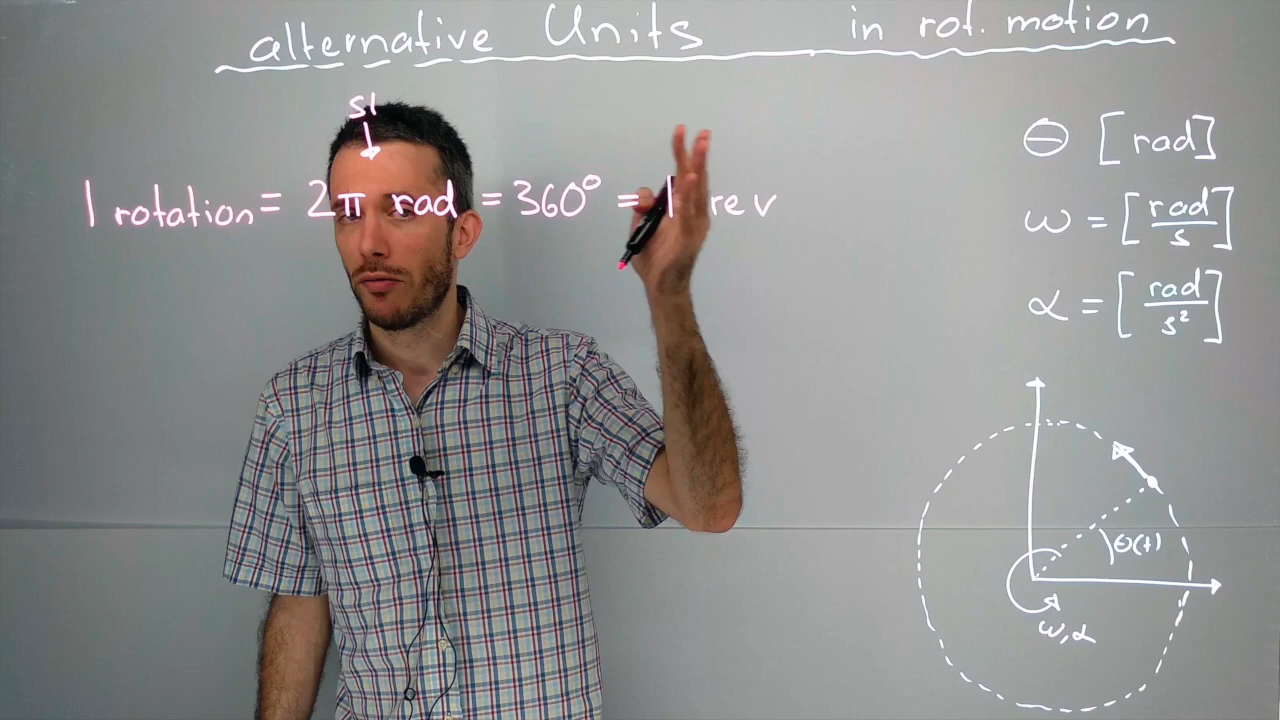 alternative Units in rot. motion
SI
1 rotation = 2π rad = 360° = 1 rev
θ [rad]
ω = [rad/s]
α = [rad/s²]
θ(t)
ω,α